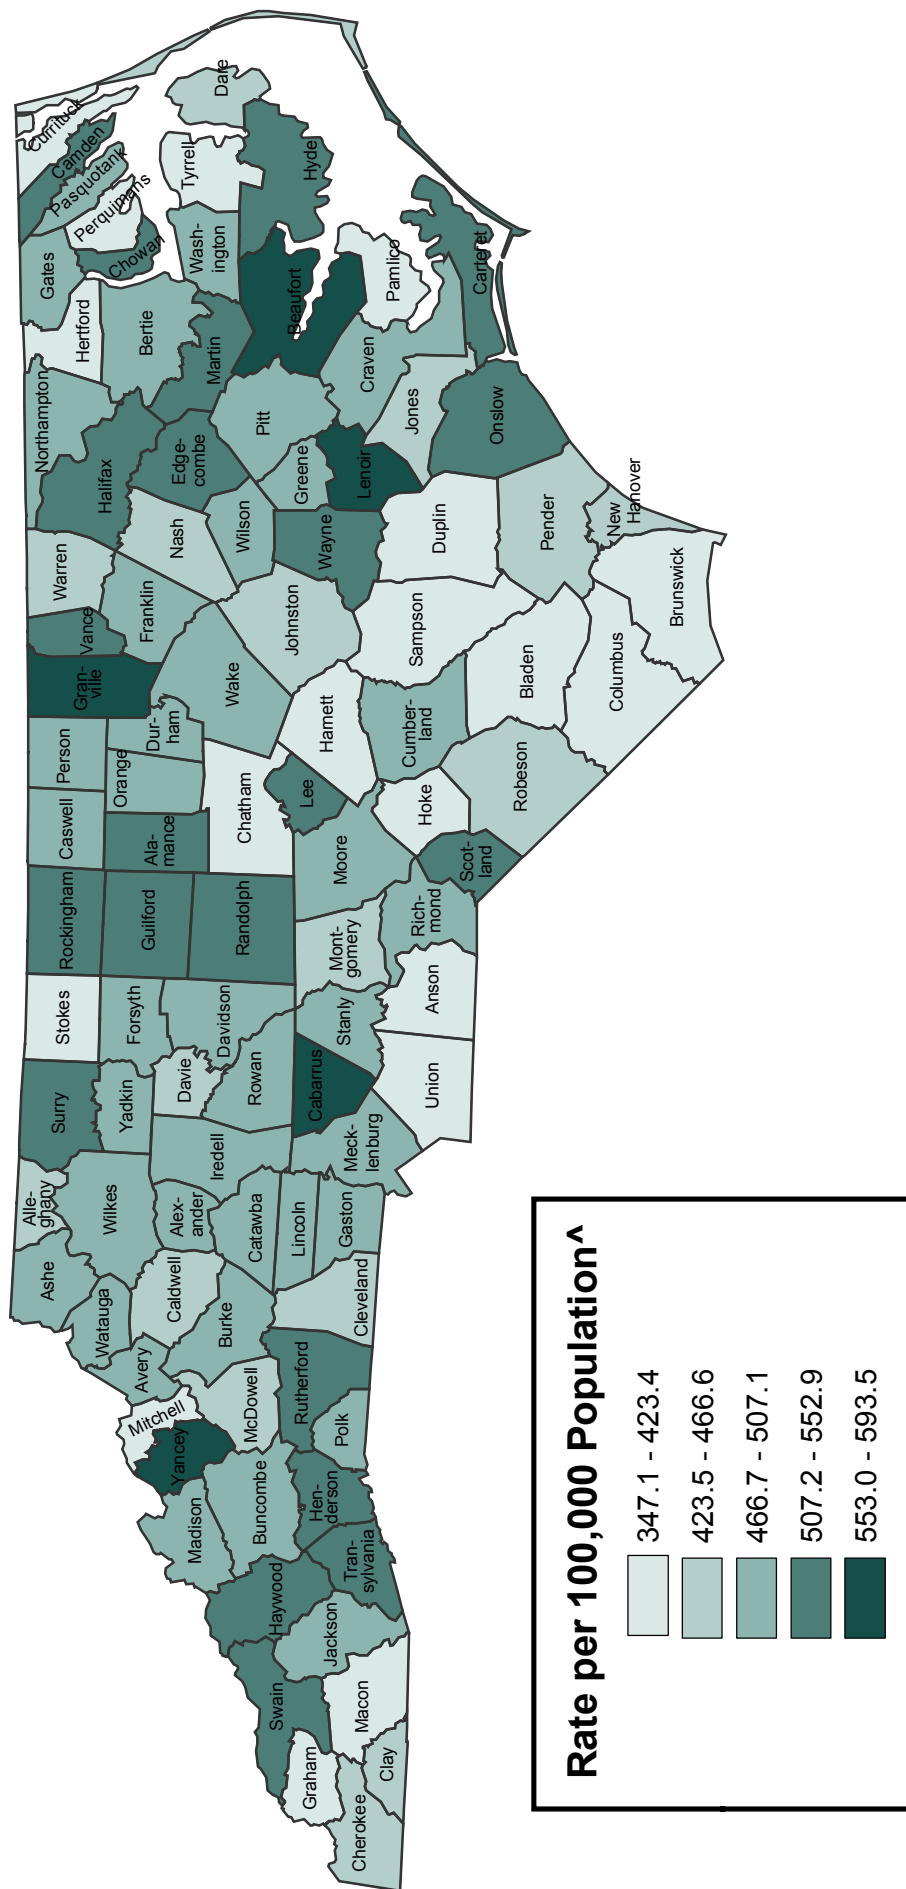 Alle-
ghany
Ashe
Surry
Stokes
Rockingham
Caswell
Person
Gran-
ville
Vance
Warren
Northampton
Hertford
Gates
Currituck
Camden
Pasquotank
Perquimans
Chowan
Halifax
Bertie
Watauga
Wilkes
Yadkin
Forsyth
Guilford
Ala-
mance
Orange
Dur-
ham
Franklin
Nash
Edge-
combe
Martin
Wash-
ington
Tyrrell
Dare
Mitchell
Avery
Caldwell
Alex-
ander
Iredell
Davie
Davidson
Randolph
Chatham
Wake
Wilson
Pitt
Beaufort
Hyde
Yancey
Madison
Burke
McDowell
Catawba
Rowan
Lee
Johnston
Greene
Buncombe
Haywood
Lincoln
Cabarrus
Stanly
Mont-
gomery
Moore
Harnett
Wayne
Lenoir
Craven
Pamlico
Swain
Rutherford
Hen-
derson
Polk
Cleveland
Gaston
Meck-
lenburg
Graham
Jackson
Tran-
sylvania
Cherokee
Clay
Macon
Union
Anson
Rich-
mond
Scot-
land
Hoke
Cumber-
land
Sampson
Duplin
Jones
Carteret
Onslow
Robeson
Bladen
Pender
Columbus
Brunswick
New
Hanover
Rate per 100,000 Population^
347.1 - 423.4
423.5 - 466.6
466.7 - 507.1
507.2 - 552.9
553.0 - 593.5